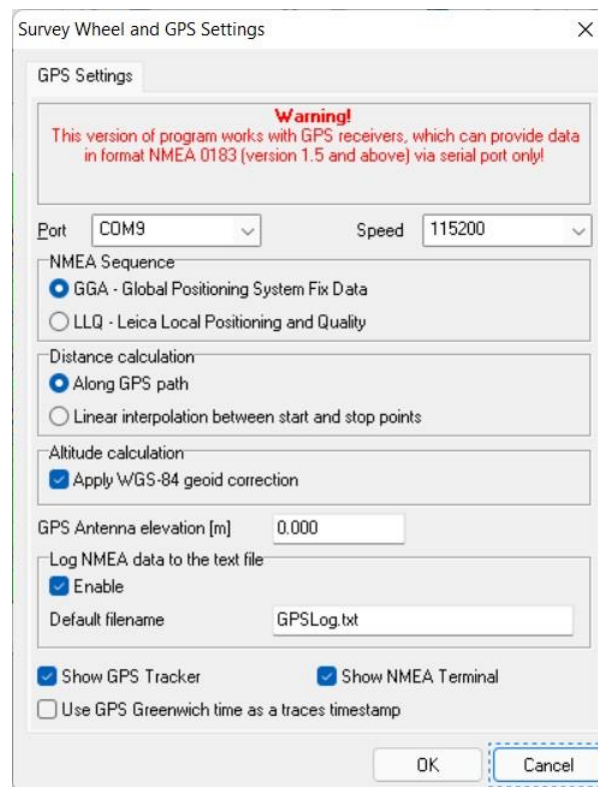 Survey Wheel and GPS Settings
GPS Settings
Warning!
This version of program works with GPS receivers, which can provide data
in format NMEA 0183 (version 1.5 and above) via serial port only!
Port COM9 Speed 115200
NMEA Sequence
GGA - Global Positioning System Fix Data
LLQ - Leica Local Positioning and Quality
Distance calculation
Along GPS path
Linear interpolation between start and stop points
Altitude calculation
Apply WGS-84 geoid correction
GPS Antenna elevation [m] 0.000
Log NMEA data to the text file
Enable
Default filename GPSLog.txt
Show GPS Tracker Show NMEA Terminal
Use GPS Greenwich time as a traces timestamp
OK Cancel